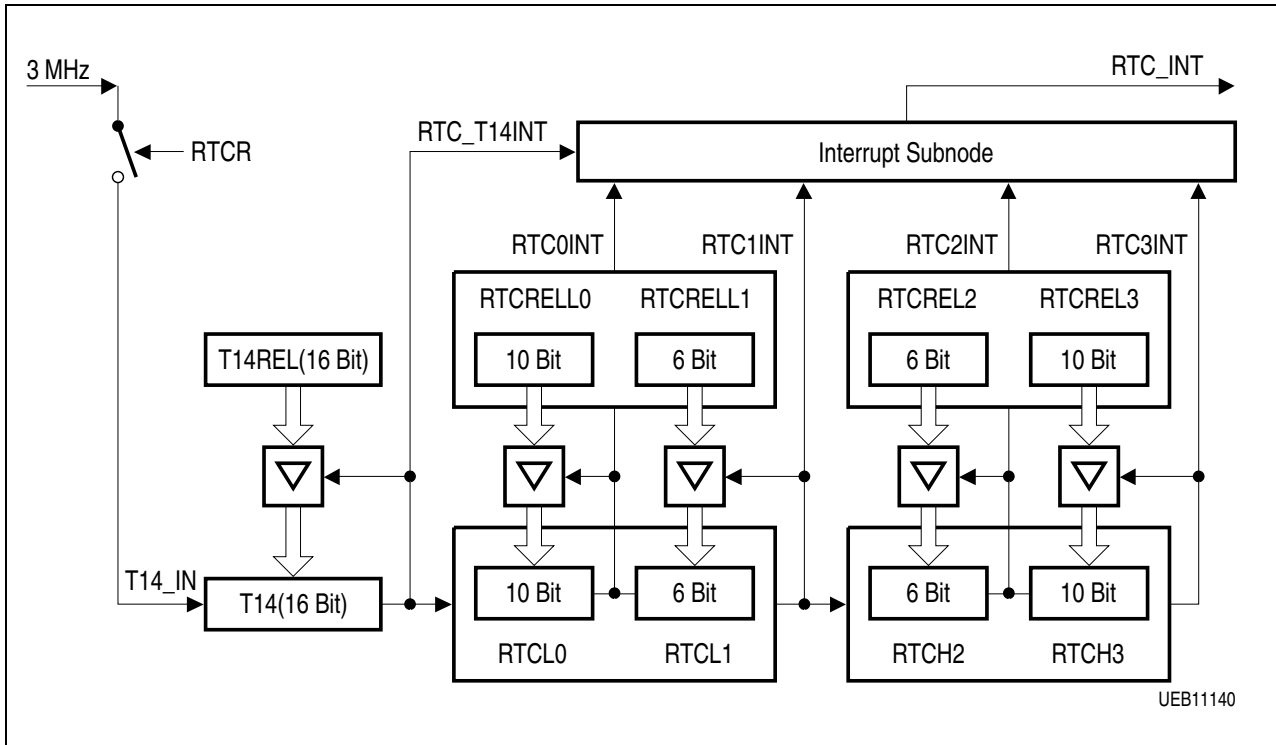 3 MHz
RTC_INT
RTC_T14INT
Interrupt Subnode
RTCR
RTC0INT
RTC1INT
RTC2INT
RTC3INT
RTCRELL0
RTCRELL1
RTCREL2
RTCREL3
T14REL(16 Bit)
10 Bit
6 Bit
6 Bit
10 Bit
T14_IN
T14(16 Bit)
10 Bit
6 Bit
6 Bit
10 Bit
RTCL0
RTCL1
RTCH2
RTCH3
UEB11140